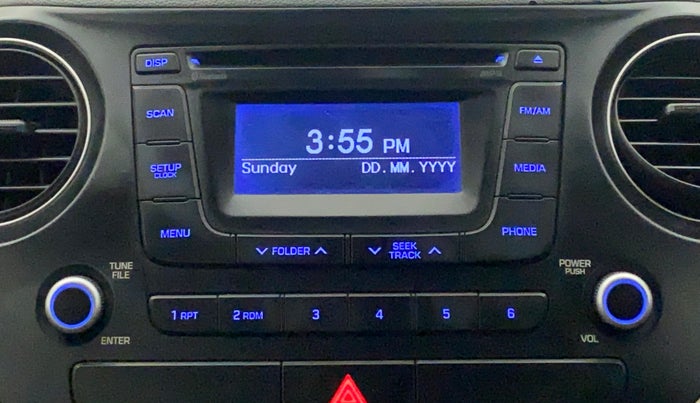 DISP
SCAN
FM/AM
3:55 PM
Sunday DD.MM.YYYY
SETUP
CLOCK
MEDIA
MENU
PHONE
FOLDER
SEEK
TRACK
TUNE
FILE
POWER
PUSH
1 RPT
2 RDM
3
4
5
6
ENTER
VOL